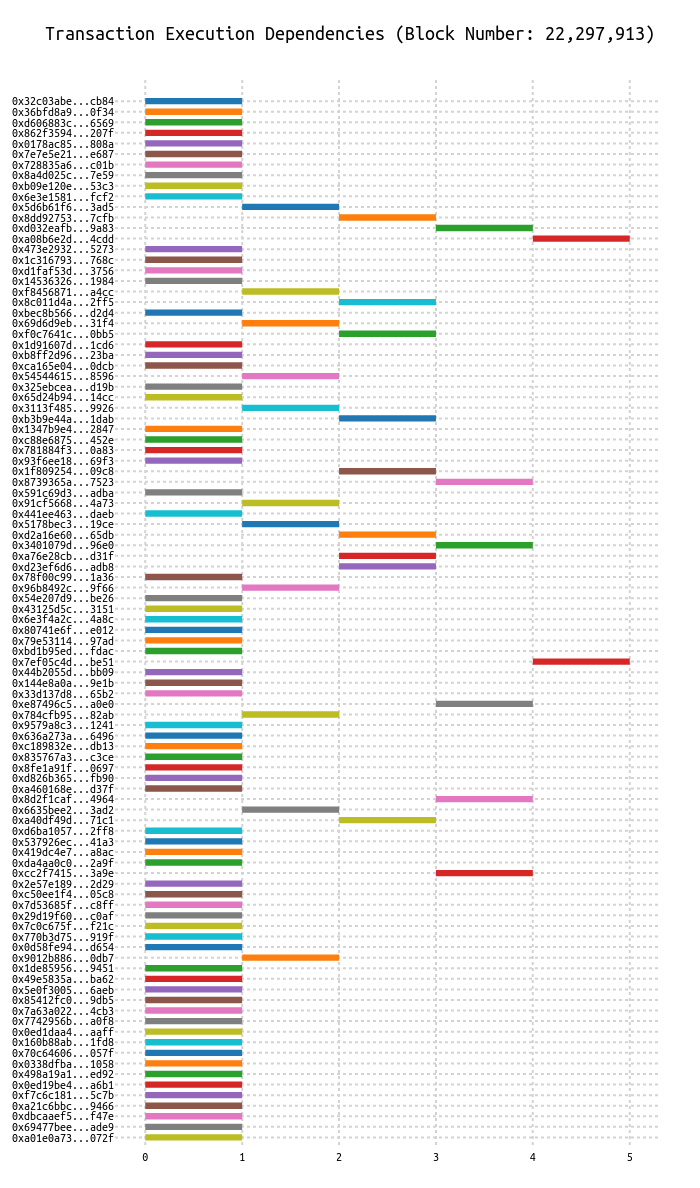 Transaction Execution Dependencies (Block Number: 22,297,913)
0x32c03abe...cb84
0x36bfd8a9...0f34
0xd606883c...6569
0x862f3594...207f
0x0178ac85...808a
0x7e7e5e21...e687
0x728835a6...c01b
0x8a4d025c...7e59
0xb09e120e...53c3
0x6e3e1581...fcf2
0x5d6b61f6...3ad5
0x8dd92753...7cfb
0xd032eafb...9a83
0xa08b6e2d...4cdd
0x473e2932...5273
0x1c316793...768c
0xd1faf53d...3756
0x14536326...1984
0xf8456871...a4cc
0x8c011d4a...2ff5
0xbec8b566...d2d4
0x69d6d9eb...31f4
0xf0c7641c...0bb5
0x1d91607d...1cd6
0xb8ff2d96...23ba
0xca165e04...0dcb
0x54544615...8596
0x325ebcea...d19b
0x65d24b94...14cc
0x3113f485...9926
0xb3b9e44a...1dab
0x1347b9e4...2847
0xc88e6875...452e
0x781884f3...0a83
0x93f6ee18...69f3
0x1f809254...09c8
0x8739365a...7523
0x591c69d3...adba
0x91cf5668...4a73
0x441ee463...daeb
0x5178bec3...19ce
0xd2a16e60...65db
0x3401079d...96e0
0xa76e28cb...d31f
0xd23ef6d6...adb8
0x78f00c99...1a36
0x96b8492c...9f66
0x54e207d9...be26
0x43125d5c...3151
0x6e3f4a2c...4a8c
0x80741e6f...e012
0x79e53114...97ad
0xbd1b95ed...fdac
0x7ef05c4d...be51
0x44b2055d...bb09
0x144e8a0a...9e1b
0x33d137d8...65b2
0xe87496c5...a0e0
0x784cfb95...82ab
0x9579a8c3...1241
0x636a273a...6496
0xc189832e...db13
0x835767a3...c3ce
0x8fe1a91f...0697
0xd826b365...fb90
0xa460168e...d37f
0x8d2f1caf...4964
0x6635bee2...3ad2
0xa40df49d...71c1
0xd6ba1057...2ff8
0x537926ec...41a3
0x419dc4e7...a8ac
0xda4aa0c0...2a9f
0xcc2f7415...3a9e
0x2e57e189...2d29
0xc50ee1f4...05c8
0x7d53685f...c8ff
0x29d19f60...c0af
0x7c0c675f...f21c
0x770b3d75...919f
0x0d58fe94...d654
0x9012b886...0db7
0x1de85956...9451
0x49e5835a...ba62
0x5e0f3005...6aeb
0x85412fc0...9db5
0x7a63a022...4cb3
0x7742956b...a0f8
0x0ed1daa4...aaff
0x160b88ab...1fd8
0x70c64606...057f
0x0338dfba...1058
0x498a19a1...ed92
0x0ed19be4...a6b1
0xf7c6c181...5c7b
0xa21c6bbc...9466
0xdbcaaef5...f47e
0x69477bee...ade9
0xa01e0a73...072f
0 1 2 3 4 5